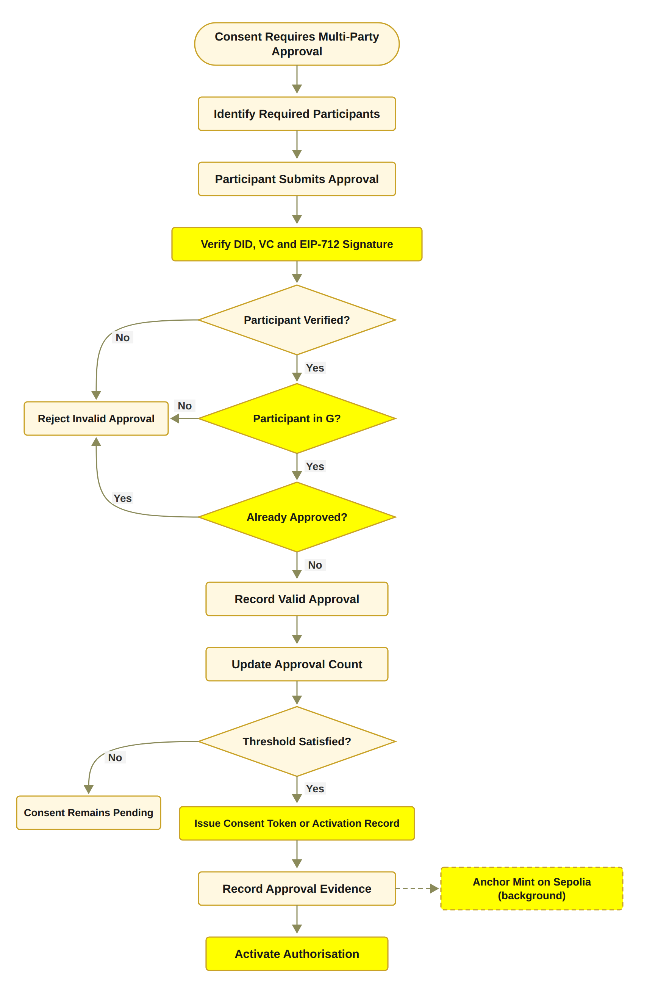 Consent Requires Multi-Party
Approval
Identify Required Participants
Participant Submits Approval
Verify DID, VC and EIP-712 Signature
Participant Verified?
No
Yes
No
Participant in G?
Reject Invalid Approval
Yes
Already Approved?
Yes
No
Record Valid Approval
Update Approval Count
Threshold Satisfied?
No
Yes
Consent Remains Pending
Issue Consent Token or Activation Record
Record Approval Evidence
Anchor Mint on Sepolia
(background)
Activate Authorisation